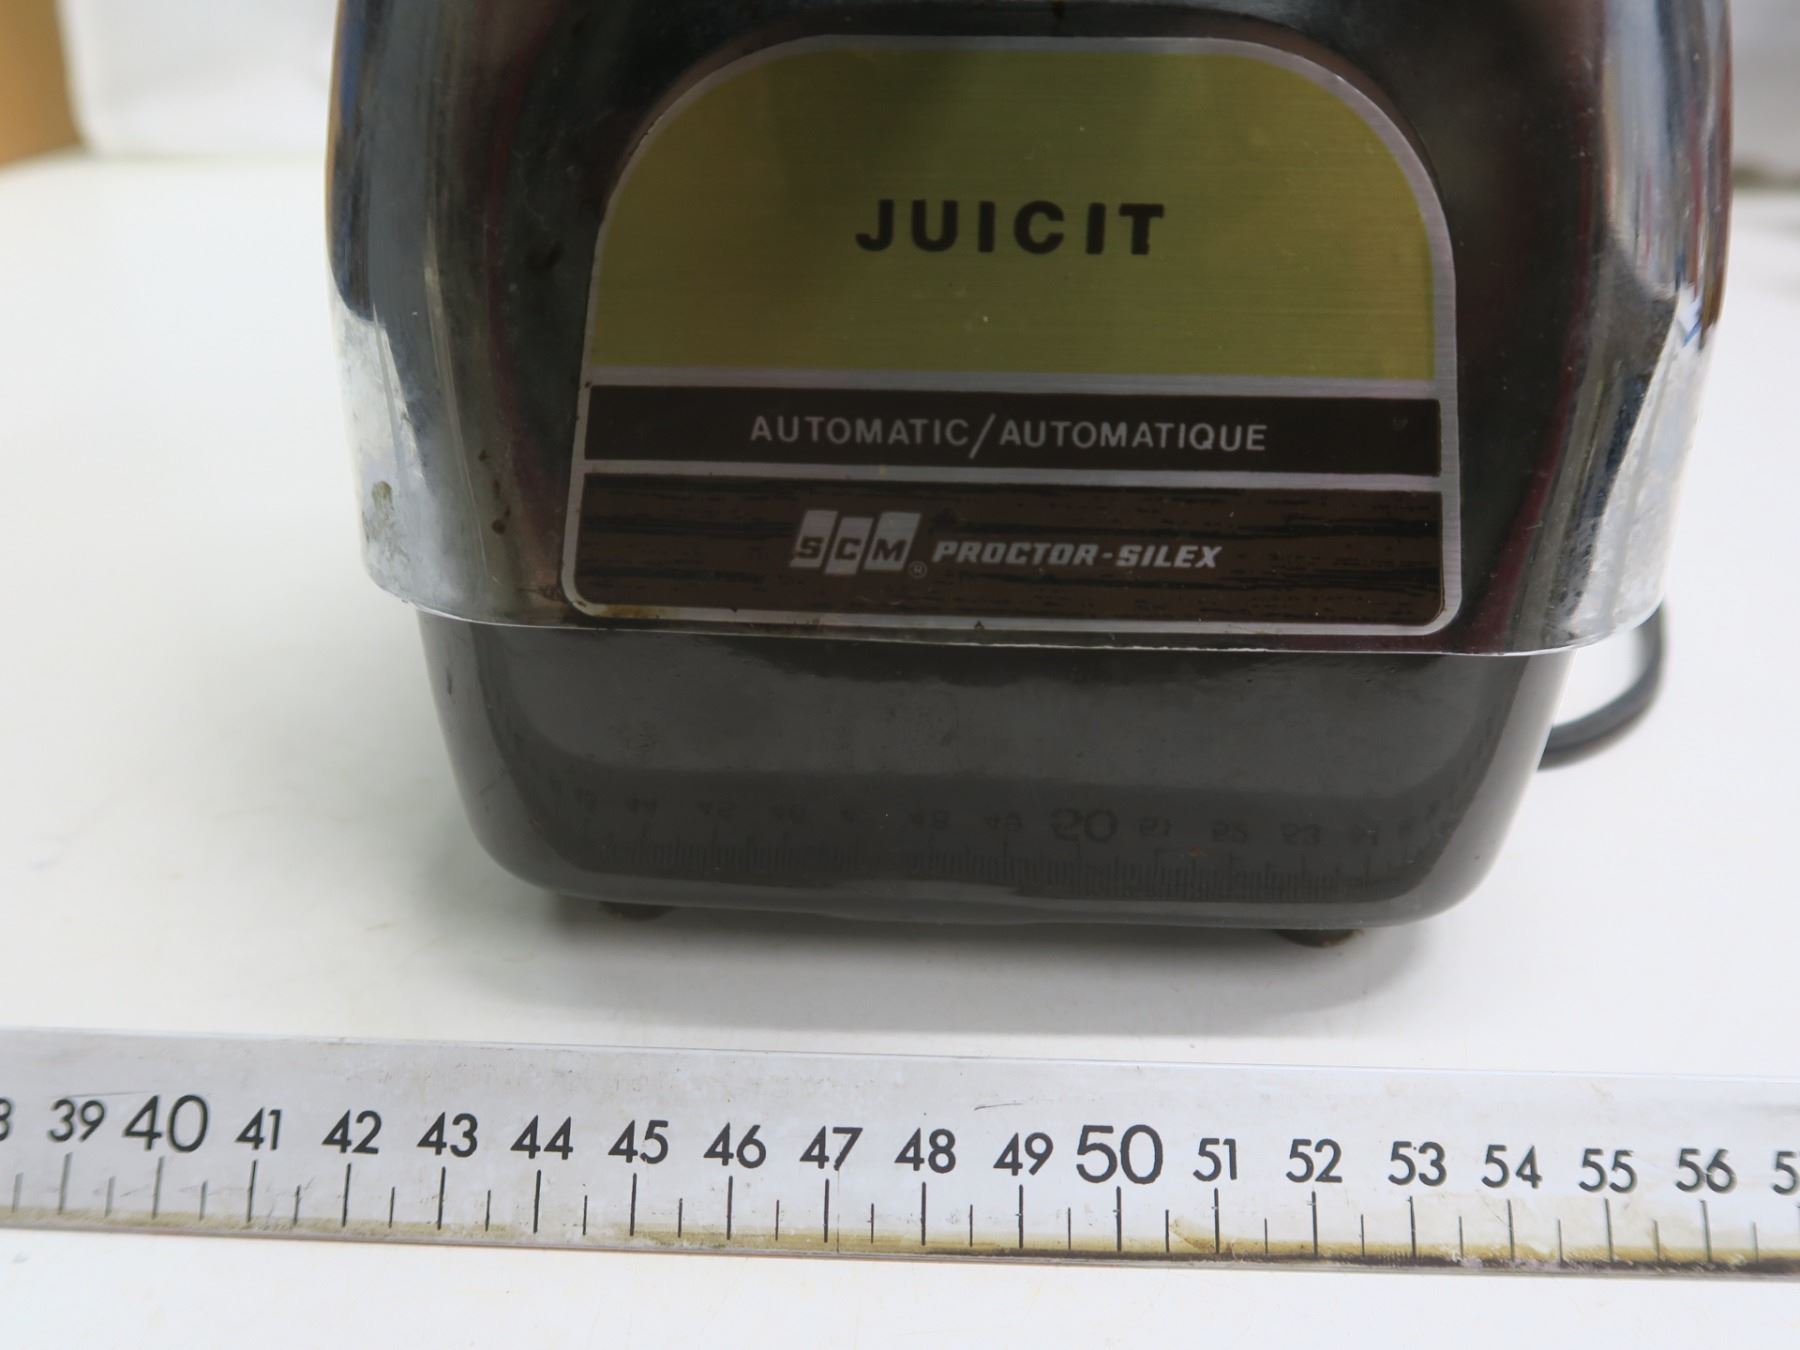 JUICIT
AUTOMATIC/AUTOMATIQUE
SCM® PROCTOR-SILEX
39 40 41 42 43 44 45 46 47 48 49 50 51 52 53 54 55 56